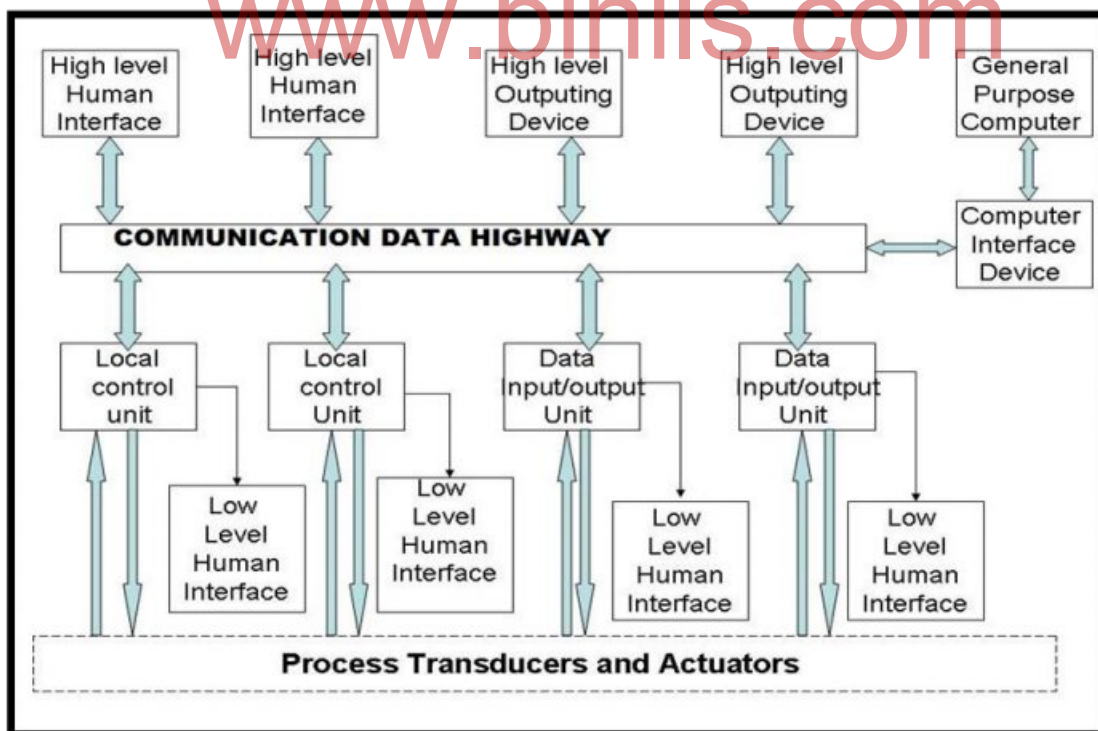 www.binils.com
High level
Human
Interface
High level
Human
Interface
High level
Outputing
Device
High level
Outputing
Device
General
Purpose
Computer
COMMUNICATION DATA HIGHWAY
Computer
Interface
Device
Local
control
unit
Local
control
Unit
Data
Input/output
Unit
Data
Input/output
Unit
Low
Level
Human
Interface
Low
Level
Human
Interface
Low
Level
Human
Interface
Low
Level
Human
Interface
Process Transducers and Actuators